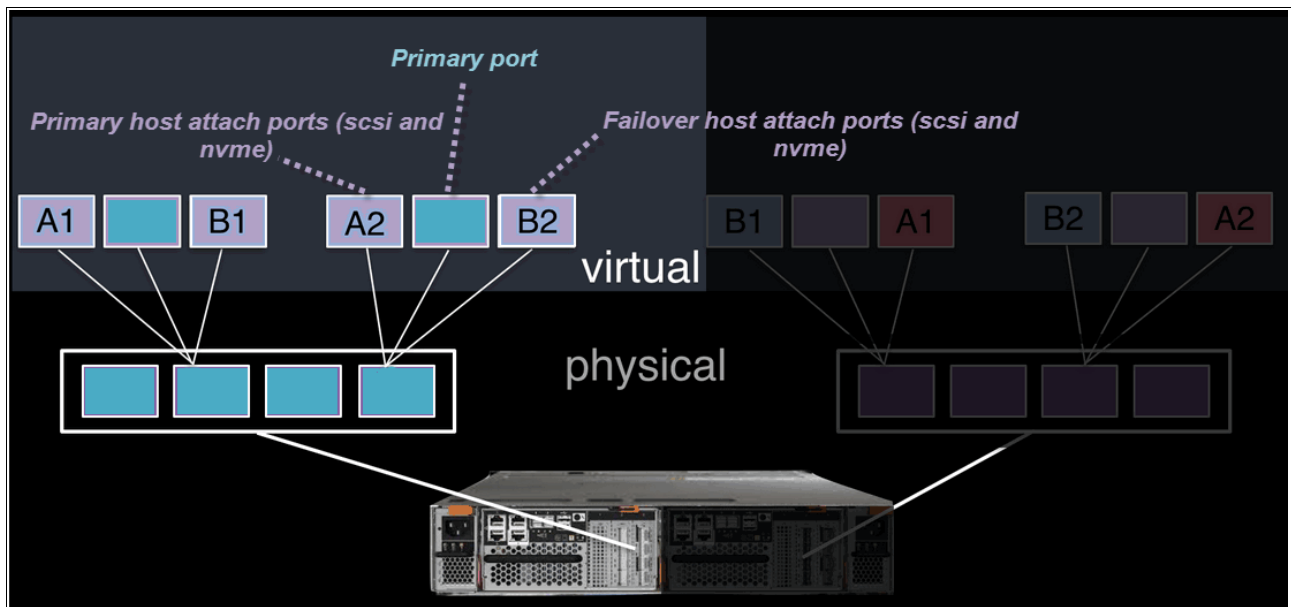 Primary port
Primary host attach ports (scsi and
nvme)
Failover host attach ports (scsi and
nvme)
A1
B1
A2
B2
B1
A1
B2
A2
virtual
physical